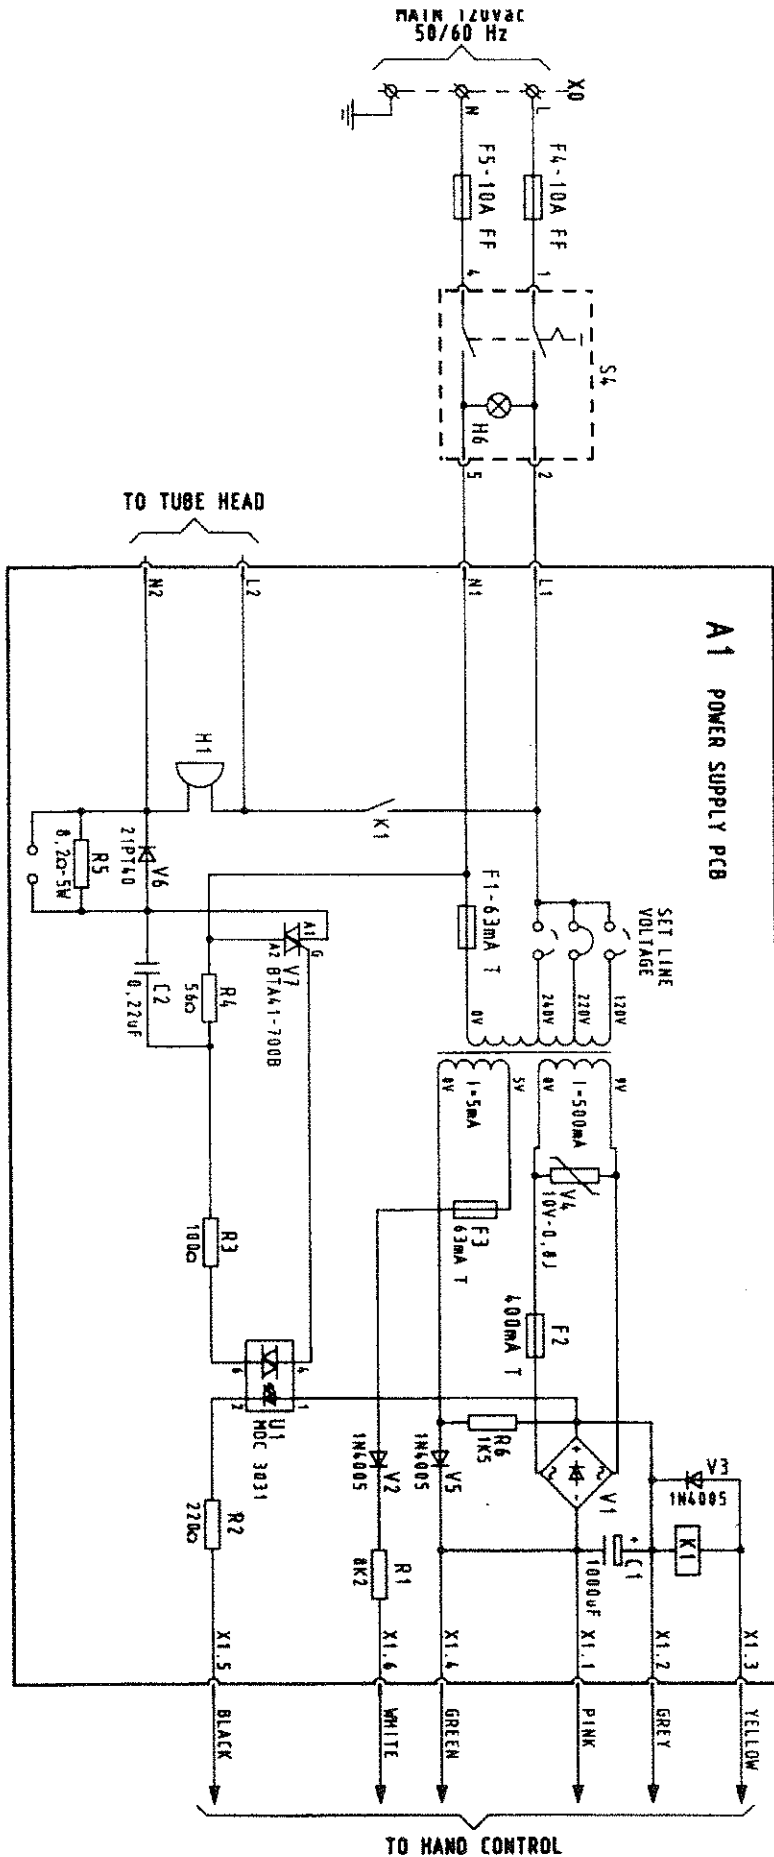 MAIN 120vac
50/60 Hz
X0
N
L
F5-10A FF
F4-10A FF
4
1
S4
H6
5
2
TO TUBE HEAD
N2
L2
N1
L1
A1 POWER SUPPLY PCB
H1
K1
R5
8,2Ω-5W
V6
21PT40
F1-63mA T
SET LINE
VOLTAGE
A1
G
A2
V7
BTA41-700B
C2
0,22uF
R4
56Ω
0V
240V
220V
120V
0V
5V
0V
9V
I=5mA
I=500mA
V4
10V-0,8J
F3
63mA T
R3
100Ω
F2
400mA T
6
4
2
1
U1
MOC 3031
V2
1N4005
V5
1N4005
R6
1K5
+
-
V1
V3
1N4005
R2
220Ω
R1
8K2
+
C1
1000uF
K1
X1.5
X1.6
X1.4
X1.1
X1.2
X1.3
BLACK
WHITE
GREEN
PINK
GREY
YELLOW
TO HAND CONTROL